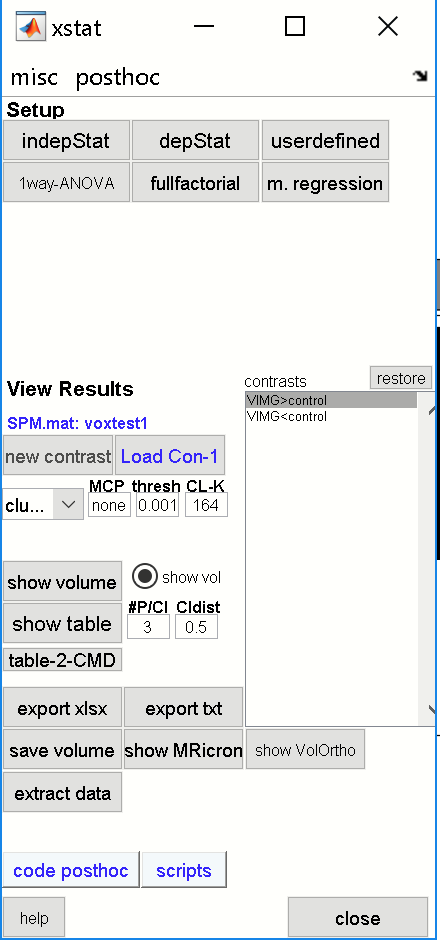 xstat
misc posthoc
Setup
indepStat depStat userdefined
1way-ANOVA fullfactorial m. regression
View Results
contrasts restore
VIMG>control
VIMG<control
SPM.mat: voxtest1
new contrast Load Con-1
MCP thresh CL-K
clu... none 0.001 164
show volume show vol
#P/Cl Cldist
show table 3 0.5
table-2-CMD
export xlsx export txt
save volume show MRicron show VolOrtho
extract data
code posthoc scripts
help close